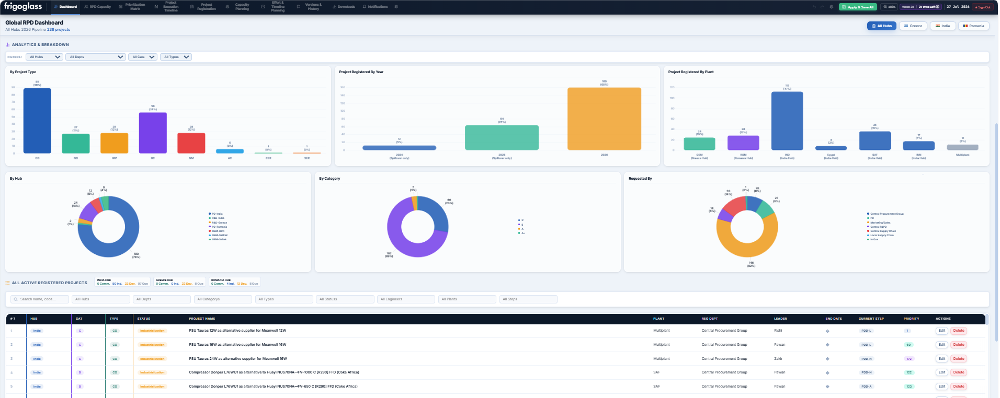 frigoglass
Dashboard
RPD Capacity
Prioritization Matrix
Project Execution Timeline
Project Registration
Capacity Planning
Effort & Timeline Planning
Versions & History
Downloads
Notifications
Apply & Save All
100%
Week 31
21 Wks Left
27 Jul 2026
Sign Out
Global RPD Dashboard
All Hubs 2026 Pipeline 236 projects
All Hubs
Greece
India
Romania
ANALYTICS & BREAKDOWN
FILTERS:
All Hubs
All Depts
All Cats
All Types
By Project Type
90
80
70
60
50
40
30
20
10
0
89 (38%)
27 (11%)
28 (12%)
56 (24%)
28 (12%)
6 (3%)
1 (0%)
1 (0%)
CO
ND
IMP
SC
NM
AC
CER
SER
Project Registered By Year
180
160
120
100
80
60
40
20
0
12 (5%)
64 (27%)
160 (68%)
2024 (Spillover only)
2025 (Spillover only)
2026
Project Registered By Plant
120
100
80
60
40
20
0
24 (10%)
28 (12%)
112 (47%)
36 (15%)
17 (7%)
11 (5%)
OEM (Greece Hub)
ROM (Romania Hub)
IND (India Hub)
Egypt (India Hub)
SAF (India Hub)
INN (India Hub)
Multiplant
By Hub
9 (4%)
12 (5%)
24 (10%)
2 (1%)
180 (76%)
PD-India
R&D-India
R&D-Greece
PD-Romania
OEM-HCK
OEM-SEITEK
OEM-Seitek
By Category
7 (3%)
66 (28%)
162 (69%)
C
B
A
A+
Requested By
1 (0%)
20 (8%)
21 (9%)
33 (14%)
14 (6%)
146 (62%)
Central Procurement Group
PD
Marketing/Sales
Central R&PD
Central Supply Chain
Local Supply Chain
In Que
ALL ACTIVE REGISTERED PROJECTS
INDIA HUB
0 Comm. 50 Ind. 33 Dev. 97 Que
GREECE HUB
0 Comm. 0 Ind. 22 Dev. 8 Que
ROMANIA HUB
0 Comm. 4 Ind. 12 Dev. 8 Que
Search name, code...
All Hubs
All Depts
All Categorys
All Types
All Statuss
All Engineers
All Plants
All Steps
# ? HUB CAT TYPE STATUS PROJECT NAME PLANT REQ DEPT LEADER END DATE CURRENT STEP PRIORITY ACTIONS
1 India C CO Industrialization PSU Tauras 12W as alternative supplier for Meanwell 12W Multiplant Central Procurement Group Rishi PDD-L 1 Edit Delete
2 India C CO Industrialization PSU Tauras 16W as alternative supplier for Meanwell 16W Multiplant Central Procurement Group Pawan PDD-L 60 Edit Delete
3 India C CO Industrialization PSU Tauras 24W as alternative supplier for Meanwell 16W Multiplant Central Procurement Group Zakir PDD-N 172 Edit Delete
4 India B CO Industrialization Compressor Donper L76WU1 as alternative to Huayi NUS70NA→FV-1000 C [R290] FFD (Coke Africa) SAF Central Procurement Group Pawan PDD-N 122 Edit Delete
5 India B CO Industrialization Compressor Donper L76WU1 as alternative to Huayi NUS70NA→FV-650 C [R290] FFD (Coke Africa) SAF Central Procurement Group Pawan PDD-A 123 Edit Delete